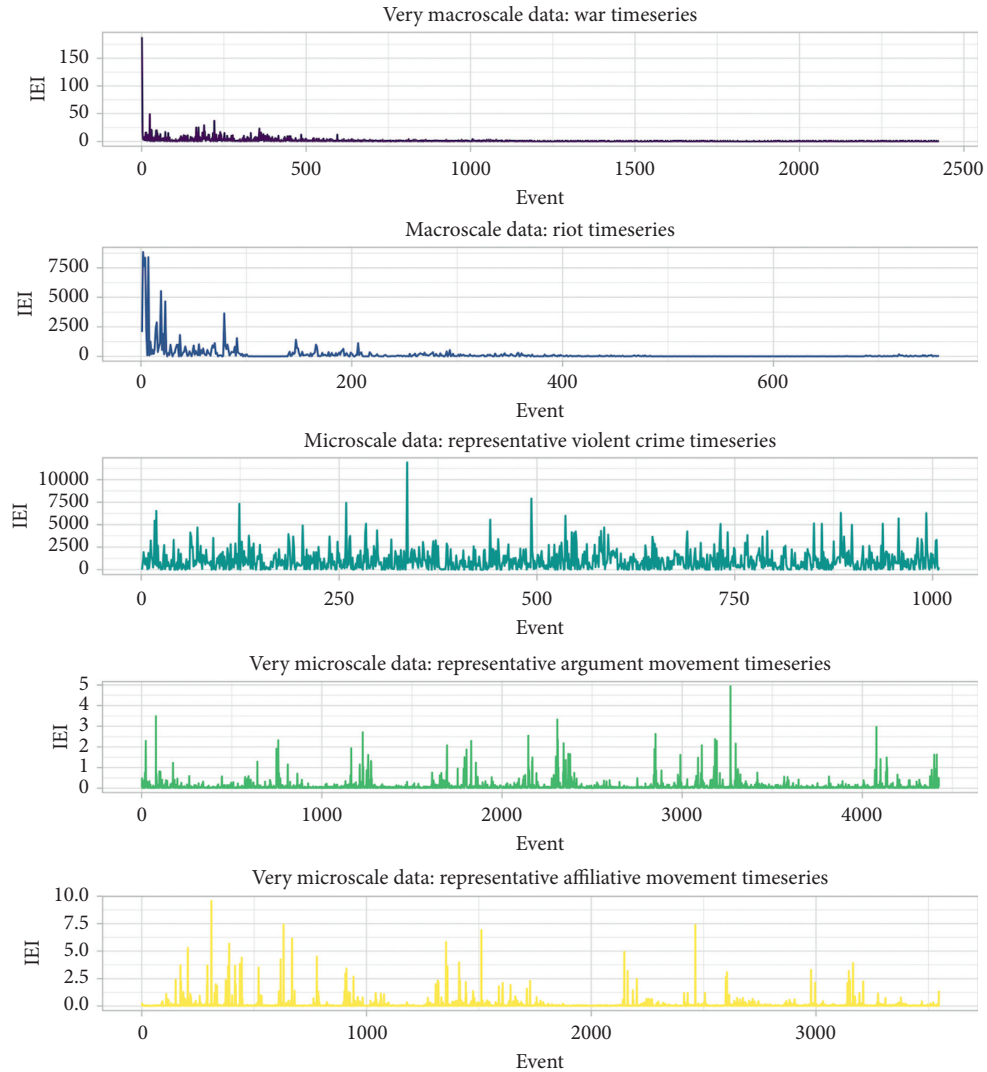 Very macroscale data: war timeseries
150
100
50
0
IEI
0 500 1000 1500 2000 2500
Event
Macroscale data: riot timeseries
7500
5000
2500
0
IEI
0 200 400 600
Event
Microscale data: representative violent crime timeseries
10000
7500
5000
2500
0
IEI
0 250 500 750 1000
Event
Very microscale data: representative argument movement timeseries
5
4
3
2
1
0
IEI
0 1000 2000 3000 4000
Event
Very microscale data: representative affiliative movement timeseries
10.0
7.5
5.0
2.5
0.0
IEI
0 1000 2000 3000
Event